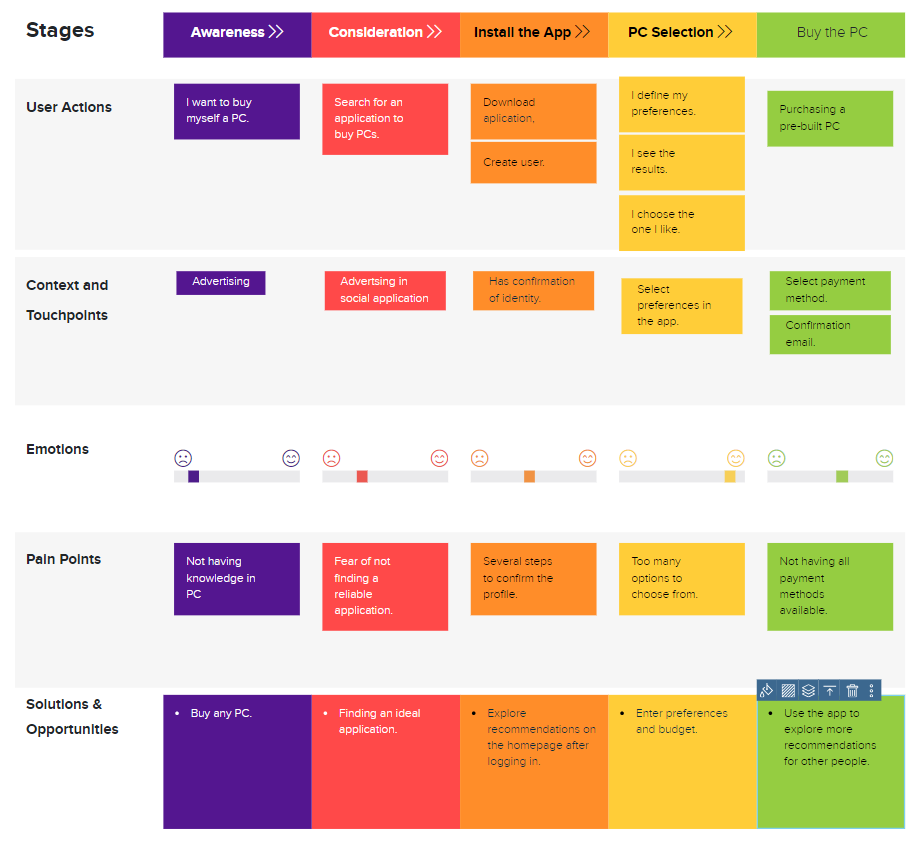 Stages
Awareness
Consideration
Install the App
PC Selection
Buy the PC
User Actions
I want to buy
myself a PC.
Search for an
application to
buy PCs.
Download
aplication,
Create user.
I define my
preferences.
I see the
results.
I choose the
one I like.
Purchasing a
pre-built PC
Context and
Touchpoints
Advertising
Advertsing in
social application
Has confirmation
of identity.
Select
preferences in
the app.
Select payment
method.
Confirmation
email.
Emotions
Pain Points
Not having
knowledge in
PC
Fear of not
finding a
reliable
application.
Several steps
to confirm the
profile.
Too many
options to
choose from.
Not having all
payment
methods
available.
Solutions &
Opportunities
• Buy any PC.
• Finding an ideal
application.
• Explore
recommendations on
the homepage after
logging in.
• Enter preferences
and budget.
• Use the app to
explore more
recommendations
for other people.